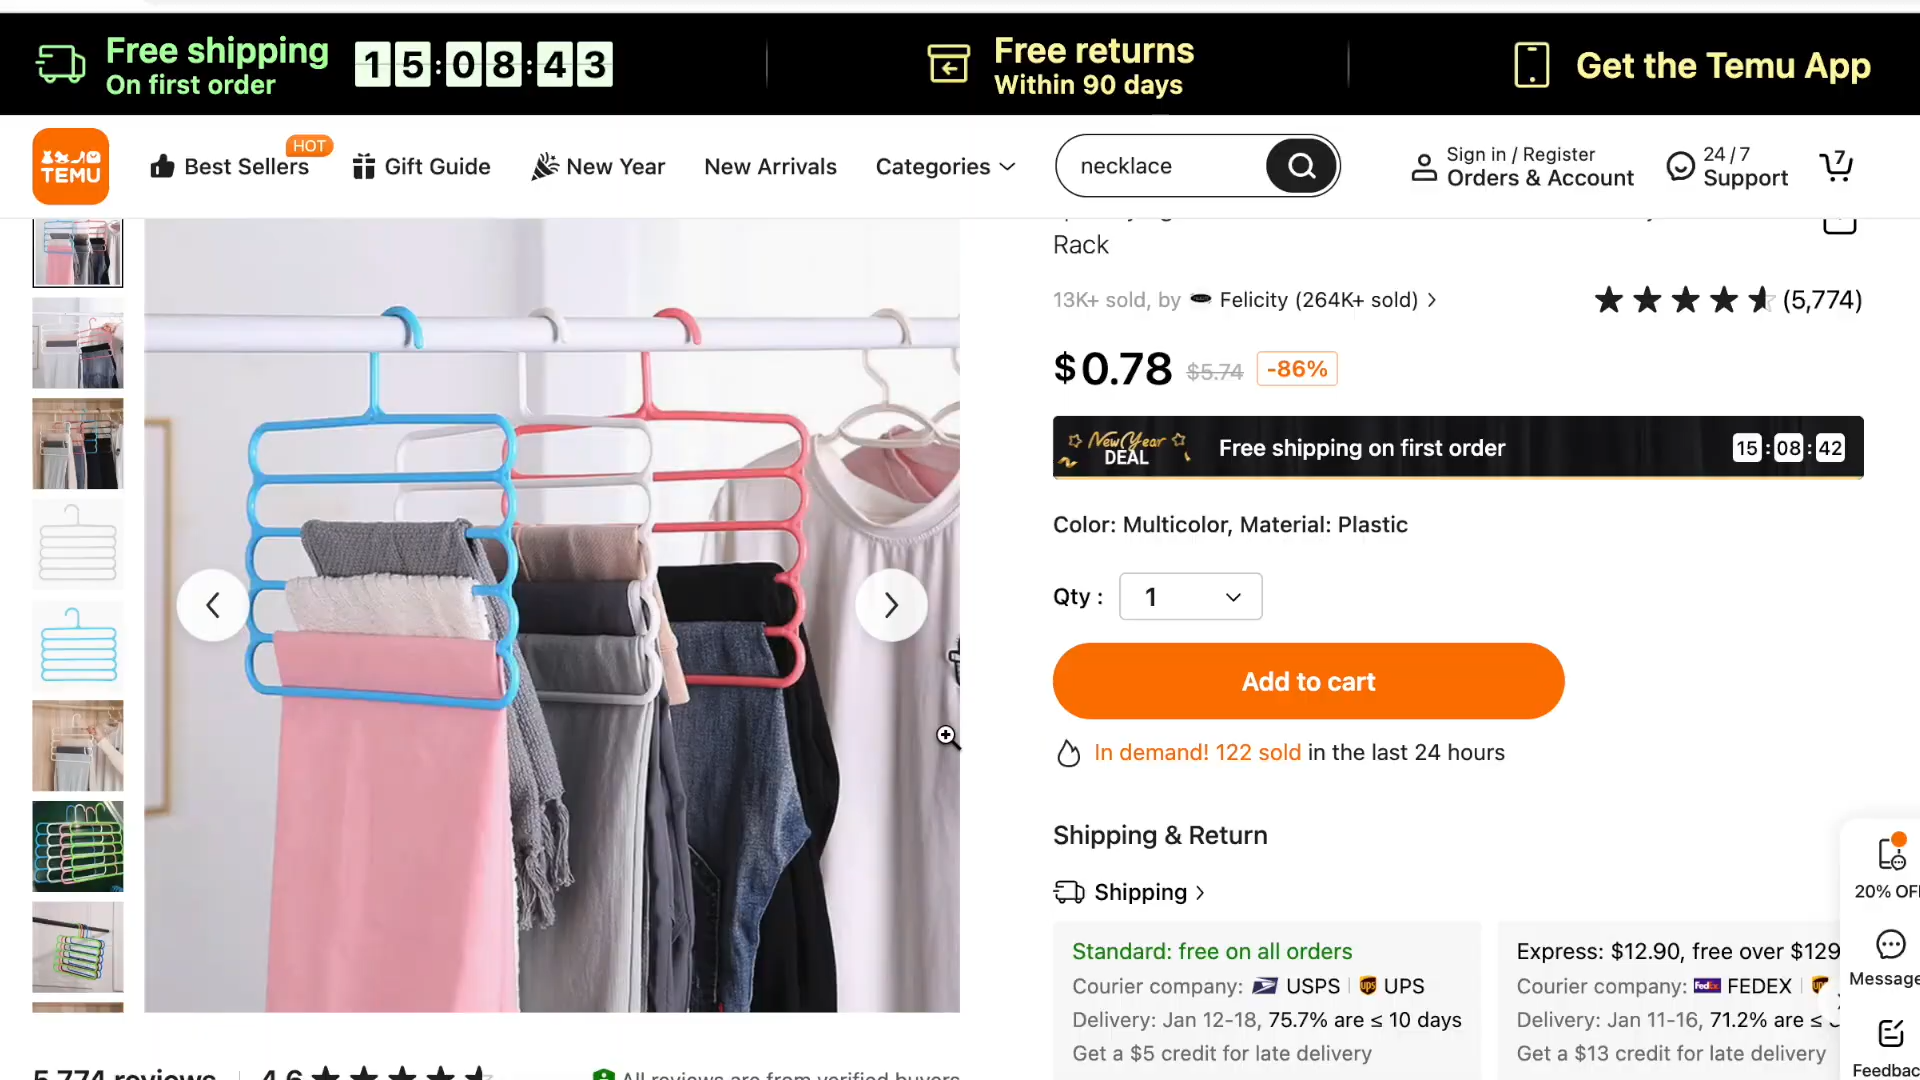 Free shipping
On first order
15:08:43
Free returns
Within 90 days
Get the Temu App
TEMU
Best Sellers
HOT
Gift Guide
New Year
New Arrivals
Categories
necklace
Sign in / Register
Orders & Account
24/7
Support
7
Rack
13K+ sold, by Felicity (264K+ sold)
(5,774)
$0.78 $5.74 -86%
New Year
DEAL
Free shipping on first order
15:08:42
Color: Multicolor, Material: Plastic
Qty : 1
Add to cart
In demand! 122 sold in the last 24 hours
Shipping & Return
Shipping
Standard: free on all orders
Courier company: USPS | UPS
Delivery: Jan 12-18, 75.7% are ≤ 10 days
Get a $5 credit for late delivery
Express: $12.90, free over $129
Courier company: FedEx FEDEX |
Delivery: Jan 11-16, 71.2% are ≤
Get a $13 credit for late delivery
20% OFF
Message
Feedbac
5,774 reviews | 4.6
All reviews are from verified buyers